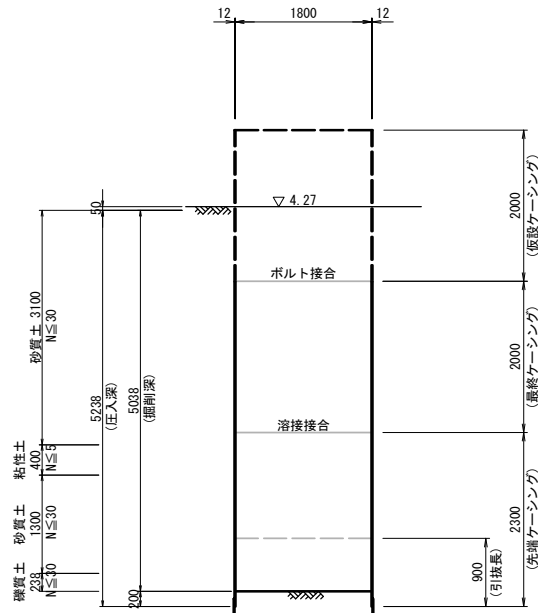 12
1800
12
50
▽ 4.27
2000
(仮設ケーシング)
砂質土 3100
N≦30
ボルト接合
5238
(圧入深)
5038
(掘削深)
2000
(最終ケーシング)
溶接接合
粘性土
400
N≦5
砂質土
1300
N≦30
2300
(先端ケーシング)
礫質土
238
N≦30
200
900
(引抜長)